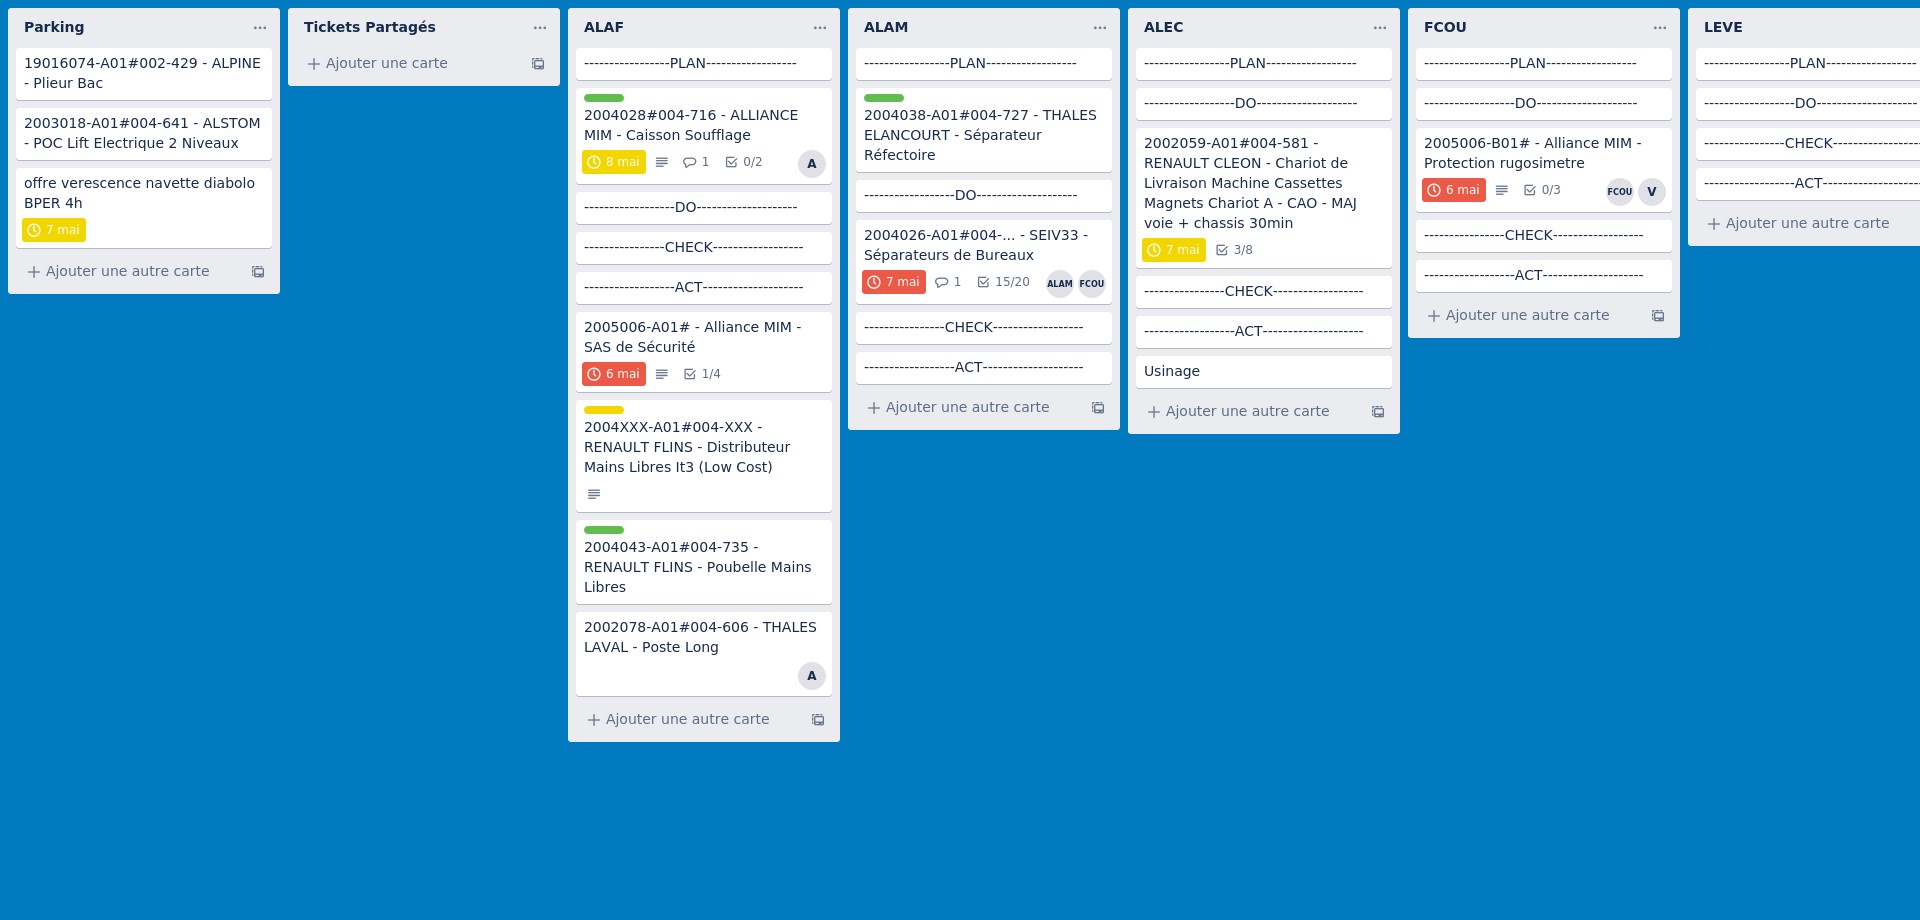 Parking
19016074-A01#002-429 - ALPINE
- Plieur Bac
2003018-A01#004-641 - ALSTOM
- POC Lift Electrique 2 Niveaux
offre verescence navette diabolo
BPER 4h
7 mai
Ajouter une autre carte
Tickets Partagés
Ajouter une carte
ALAF
-----------------PLAN------------------
2004028#004-716 - ALLIANCE
MIM - Caisson Soufflage
8 mai 1 0/2 A
------------------DO--------------------
----------------CHECK------------------
------------------ACT--------------------
2005006-A01# - Alliance MIM -
SAS de Sécurité
6 mai 1/4
2004XXX-A01#004-XXX -
RENAULT FLINS - Distributeur
Mains Libres It3 (Low Cost)
2004043-A01#004-735 -
RENAULT FLINS - Poubelle Mains
Libres
2002078-A01#004-606 - THALES
LAVAL - Poste Long
A
Ajouter une autre carte
ALAM
-----------------PLAN------------------
2004038-A01#004-727 - THALES
ELANCOURT - Séparateur
Réfectoire
------------------DO--------------------
2004026-A01#004-... - SEIV33 -
Séparateurs de Bureaux
7 mai 1 15/20 ALAM FCOU
----------------CHECK------------------
------------------ACT--------------------
Ajouter une autre carte
ALEC
-----------------PLAN------------------
------------------DO--------------------
2002059-A01#004-581 -
RENAULT CLEON - Chariot de
Livraison Machine Cassettes
Magnets Chariot A - CAO - MAJ
voie + chassis 30min
7 mai 3/8
----------------CHECK------------------
------------------ACT--------------------
Usinage
Ajouter une autre carte
FCOU
-----------------PLAN------------------
------------------DO--------------------
2005006-B01# - Alliance MIM -
Protection rugosimetre
6 mai 0/3 FCOU V
----------------CHECK------------------
------------------ACT--------------------
Ajouter une autre carte
LEVE
-----------------PLAN------------------
------------------DO--------------------
----------------CHECK------------------
------------------ACT--------------------
Ajouter une autre carte